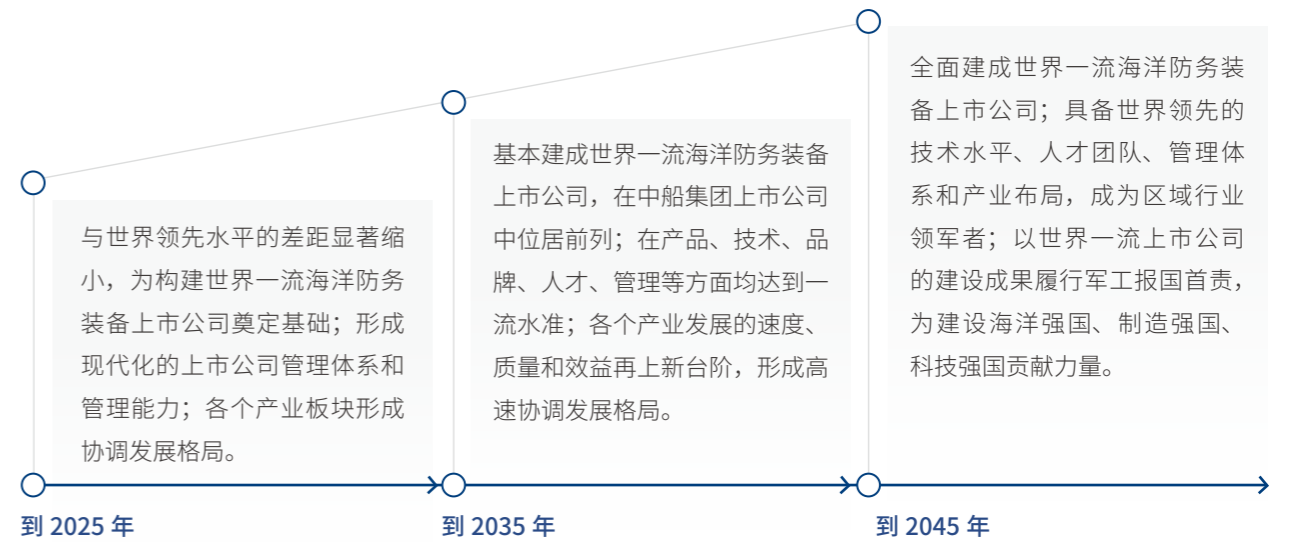 与世界领先水平的差距显著缩
小，为构建世界一流海洋防务
装备上市公司奠定基础；形成
现代化的上市公司管理体系和
管理能力；各个产业板块形成
协调发展格局。
到 2025 年
基本建成世界一流海洋防务装备
上市公司，在中船集团上市公司
中位居前列；在产品、技术、品
牌、人才、管理等方面均达到一
流水准；各个产业发展的速度、
质量和效益再上新台阶，形成高
速协调发展格局。
到 2035 年
全面建成世界一流海洋防务装
备上市公司；具备世界领先的
技术水平、人才团队、管理体
系和产业布局，成为区域行业
领军者；以世界一流上市公司
的建设成果履行军工报国首责，
为建设海洋强国、制造强国、
科技强国贡献力量。
到 2045 年